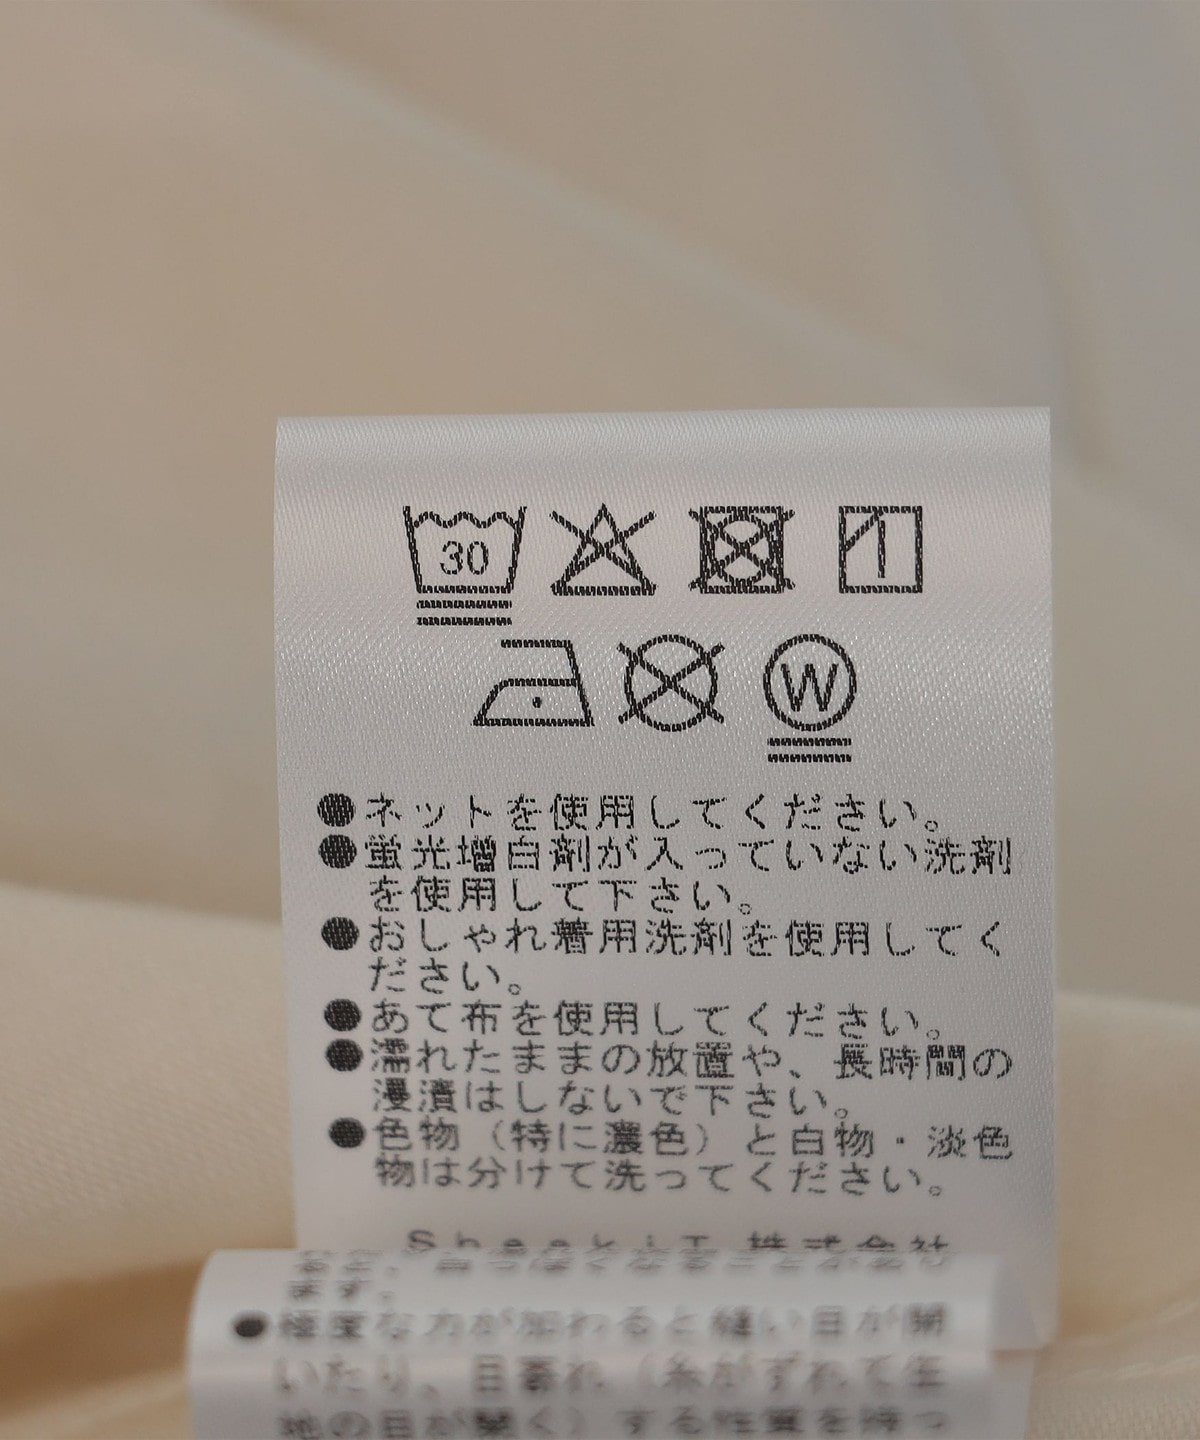 30
W
●ネットを使用してください。
●蛍光増白剤が入っていない洗剤
を使用して下さい。
●おしゃれ着用洗剤を使用してく
ださい。
●あて布を使用してください。
●濡れたままの放置や、長時間の
浸漬はしないで下さい。
●色物（特に濃色）と白物・淡色
物は分けて洗ってください。
株式会社
ます。
●極度な力が加わると縫い目が開
いたり、目寄れ（糸がずれて生
地の目が開く）する性質を持っ